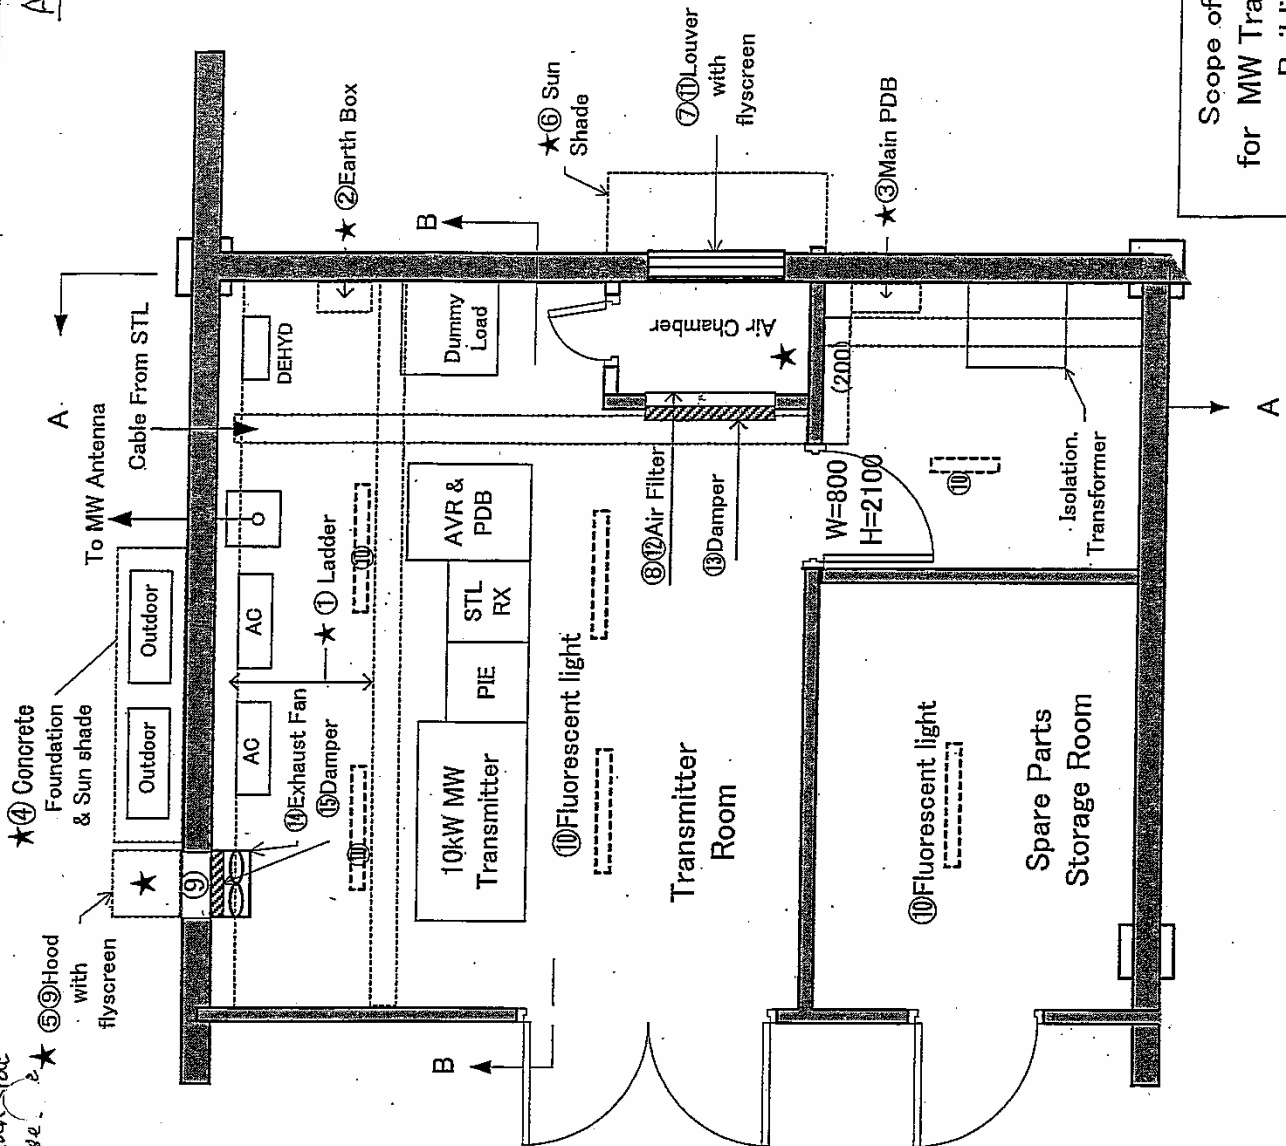 To MW Antenna
Cable From STL
A
★④ Concrete
Foundation
& Sun shade
Outdoor
Outdoor
★ ⑤⑨Hood
with
flyscreen
★
⑨
AC
AC
★ ① Ladder
⑭Exhaust Fan
⑮Damper
⑩
⑩
DEHYD
★ ②Earth Box
B
Dummy
Load
★⑥ Sun
Shade
⑦⑪Louver
with
flyscreen
Air Chamber
★
★③Main PDB
10kW MW
Transmitter
PIE
STL
RX
AVR &
PDB
⑧⑫Air Filter
⑬Damper
⑩Fluorescent light
Transmitter
Room
B
(200)
W=800
H=2100
⑩
Isolation
Transformer
⑩Fluorescent light
Spare Parts
Storage Room
A
Scope of
for MW Tra